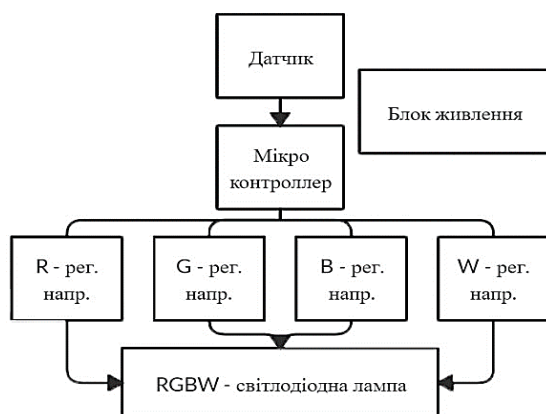 Датчик
Блок живлення
Мікро
контроллер
R - рег.
напр.
G - рег.
напр.
B - рег.
напр.
W - рег.
напр.
RGBW - світлодіодна лампа